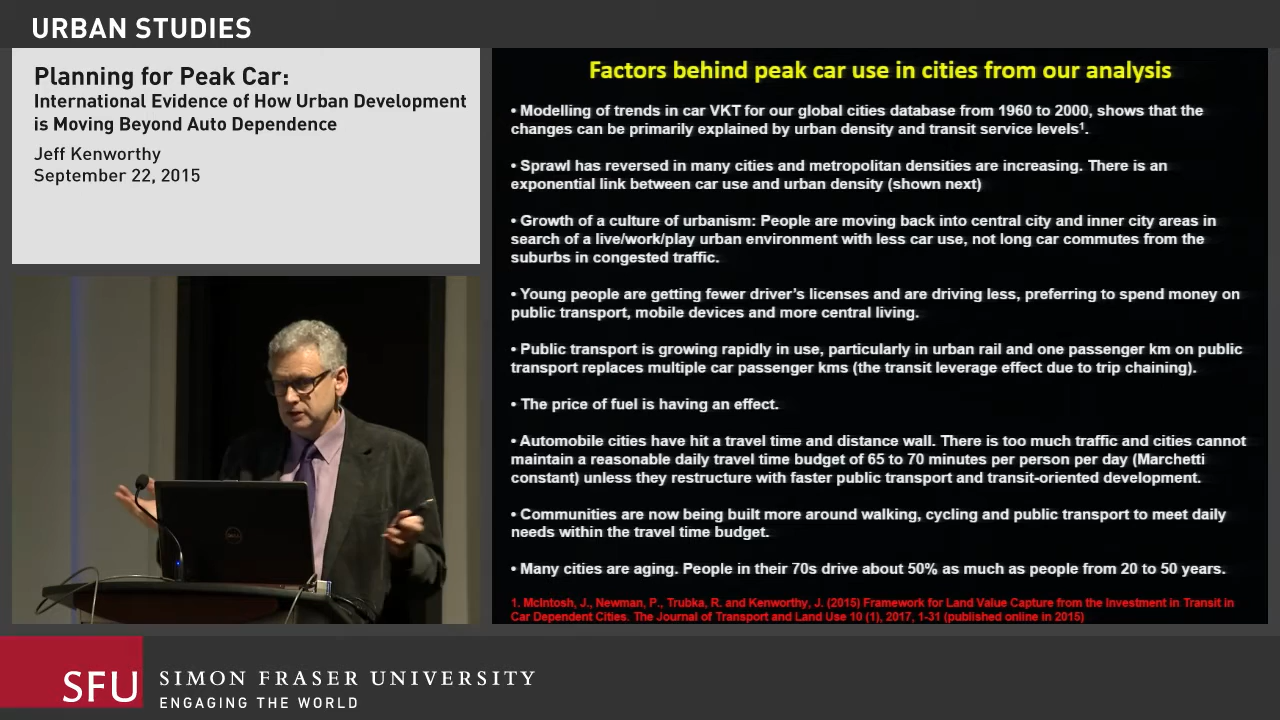 URBAN STUDIES
Planning for Peak Car:
International Evidence of How Urban Development
is Moving Beyond Auto Dependence
Jeff Kenworthy
September 22, 2015
Factors behind peak car use in cities from our analysis
• Modelling of trends in car VKT for our global cities database from 1960 to 2000, shows that the
changes can be primarily explained by urban density and transit service levels¹.
• Sprawl has reversed in many cities and metropolitan densities are increasing. There is an
exponential link between car use and urban density (shown next)
• Growth of a culture of urbanism: People are moving back into central city and inner city areas in
search of a live/work/play urban environment with less car use, not long car commutes from the
suburbs in congested traffic.
• Young people are getting fewer driver's licenses and are driving less, preferring to spend money on
public transport, mobile devices and more central living.
• Public transport is growing rapidly in use, particularly in urban rail and one passenger km on public
transport replaces multiple car passenger kms (the transit leverage effect due to trip chaining).
• The price of fuel is having an effect.
• Automobile cities have hit a travel time and distance wall. There is too much traffic and cities cannot
maintain a reasonable daily travel time budget of 65 to 70 minutes per person per day (Marchetti
constant) unless they restructure with faster public transport and transit-oriented development.
• Communities are now being built more around walking, cycling and public transport to meet daily
needs within the travel time budget.
• Many cities are aging. People in their 70s drive about 50% as much as people from 20 to 50 years.
1. McIntosh, J., Newman, P., Trubka, R. and Kenworthy, J. (2015) Framework for Land Value Capture from the Investment in Transit in
Car Dependent Cities. The Journal of Transport and Land Use 10 (1), 2017, 1-31 (published online in 2015)
DELL
SFU
SIMON FRASER UNIVERSITY
ENGAGING THE WORLD